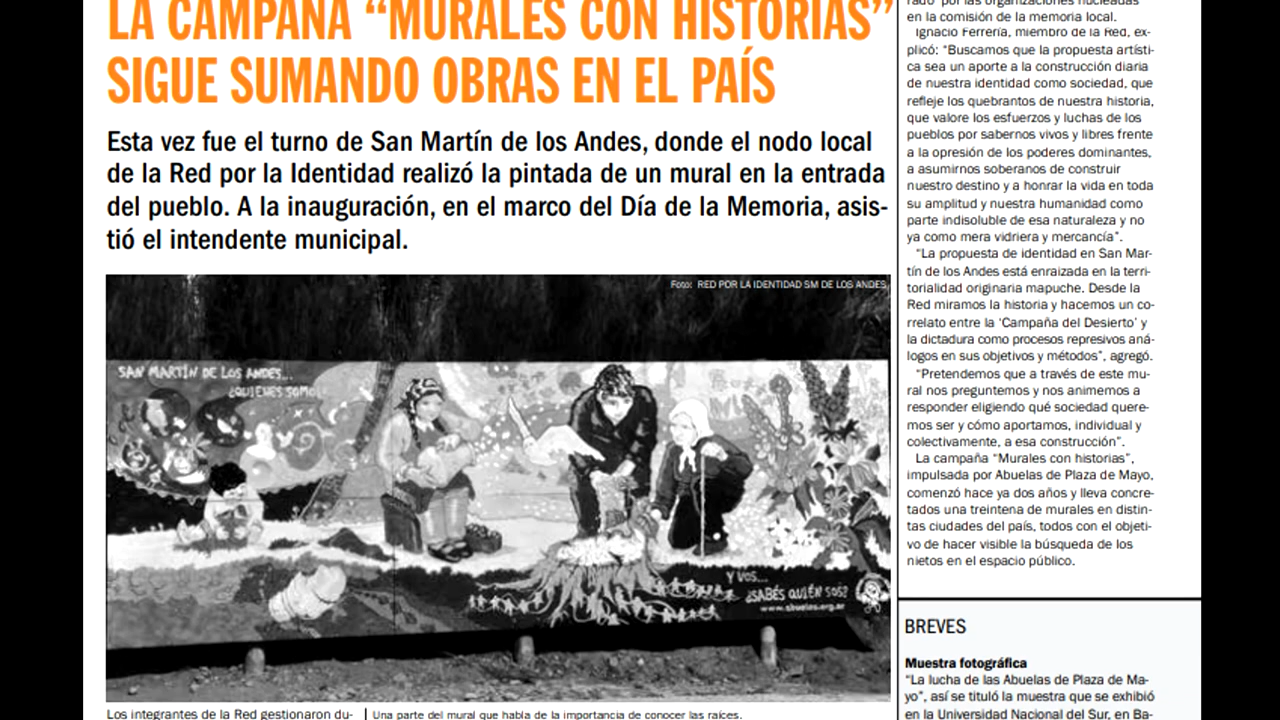 LA CAMPAÑA “MURALES CON HISTORIAS”
SIGUE SUMANDO OBRAS EN EL PAÍS
Esta vez fue el turno de San Martín de los Andes, donde el nodo local
de la Red por la Identidad realizó la pintada de un mural en la entrada
del pueblo. A la inauguración, en el marco del Día de la Memoria, asis-
tió el intendente municipal.
Foto: RED POR LA IDENTIDAD SM DE LOS ANDES
SAN MARTÍN DE LOS ANDES...
¿QUIÉNES SOMOS
Y VOS...
¿SABÉS QUIÉN SOS?
www.abuelas.org.ar
Los integrantes de la Red gestionaron du-
Una parte del mural que habla de la importancia de conocer las raíces.
rado por las organizaciones nucleadas
en la comisión de la memoria local.
Ignacio Ferrería, miembro de la Red, ex-
plicó: “Buscamos que la propuesta artísti-
ca sea un aporte a la construcción diaria
de nuestra identidad como sociedad, que
refleje los quebrantos de nuestra historia,
que valore los esfuerzos y luchas de los
pueblos por sabernos vivos y libres frente
a la opresión de los poderes dominantes,
a asumirnos soberanos de construir
nuestro destino y a honrar la vida en toda
su amplitud y nuestra humanidad como
parte indisoluble de esa naturaleza y no
ya como mera vidriera y mercancía”.
“La propuesta de identidad en San Mar-
tín de los Andes está enraizada en la terri-
torialidad originaria mapuche. Desde la
Red miramos la historia y hacemos un co-
rrelato entre la ‘Campaña del Desierto’ y
la dictadura como procesos represivos aná-
logos en sus objetivos y métodos”, agregó.
“Pretendemos que a través de este mu-
ral nos preguntemos y nos animemos a
responder eligiendo qué sociedad quere-
mos ser y cómo aportamos, individual y
colectivamente, a esa construcción”.
La campaña “Murales con historias”,
impulsada por Abuelas de Plaza de Mayo,
comenzó hace ya dos años y lleva concre-
tados una treintena de murales en distin-
tas ciudades del país, todos con el objeti-
vo de hacer visible la búsqueda de los
nietos en el espacio público.
BREVES
Muestra fotográfica
“La lucha de las Abuelas de Plaza de Ma-
yo”, así se tituló la muestra que se exhibió
en la Universidad Nacional del Sur, en Ba-